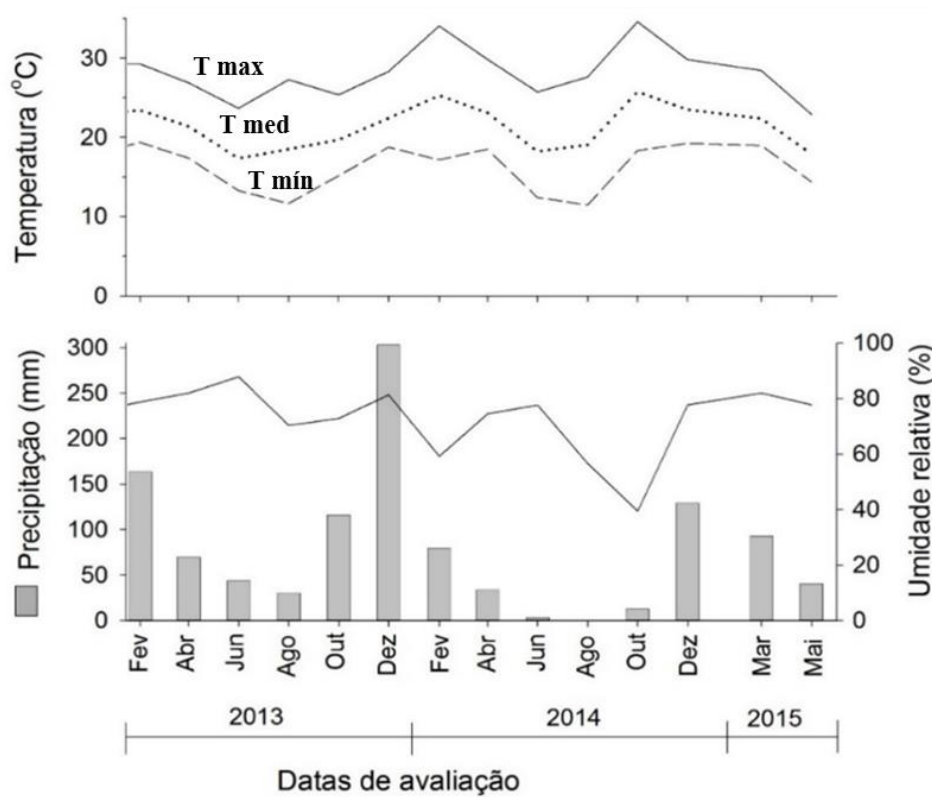 Temperatura (°C)
30
20
10
0
T max
T med
T mín
Precipitação (mm)
300
250
200
150
100
50
0
100
80
60
40
20
0
Umidade relativa (%)
Fev Abr Jun Ago Out Dez Fev Abr Jun Ago Out Dez Mar Mai
2013 2014 2015
Datas de avaliação